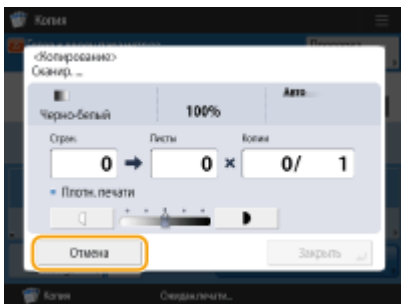 Копия
<Копирование>
Сканир. ...
Черно-белый
100%
Авто
Стран.
Листы
Копии
0 → 0 × 0/ 1
Плотн. печати
Отмена
Закрыть
Копия
Ожидан.печати...